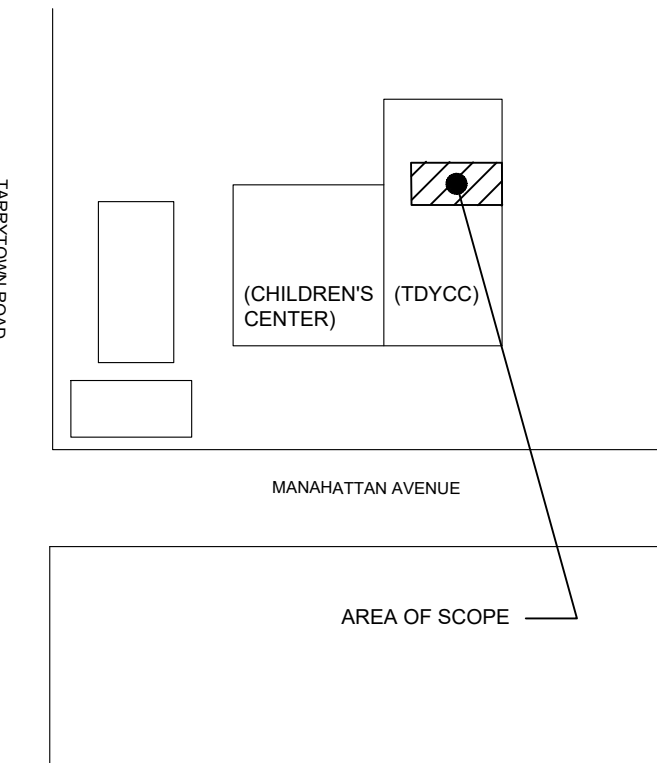 TARRYTOWN ROAD
(CHILDREN'S
CENTER)
(TDYCC)
MANAHATTAN AVENUE
AREA OF SCOPE